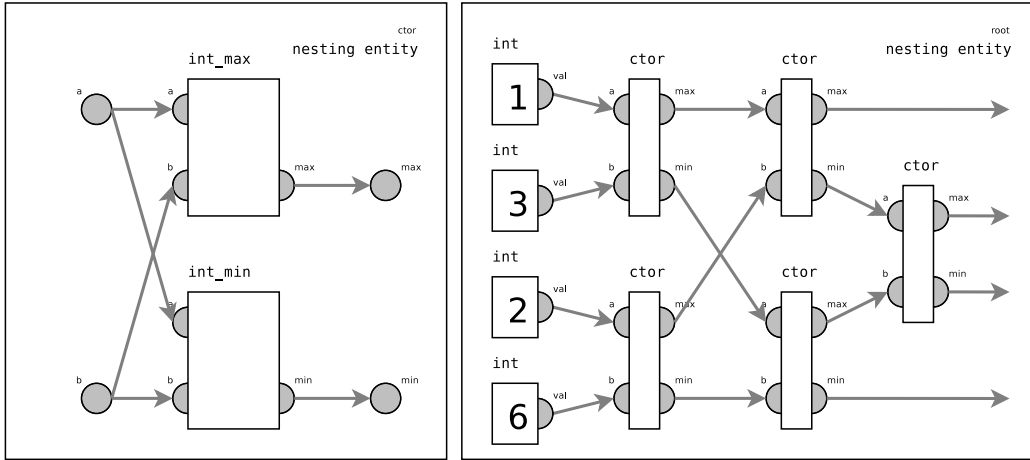 ctor
nesting entity
int_max
a
a
b
max
max
int_min
a
b
b
min
min
root
nesting entity
int
ctor
ctor
val
1
a
max
a
max
int
val
3
b
min
b
min
ctor
a
max
int
ctor
ctor
b
min
val
2
a
max
a
max
int
val
6
b
min
b
min